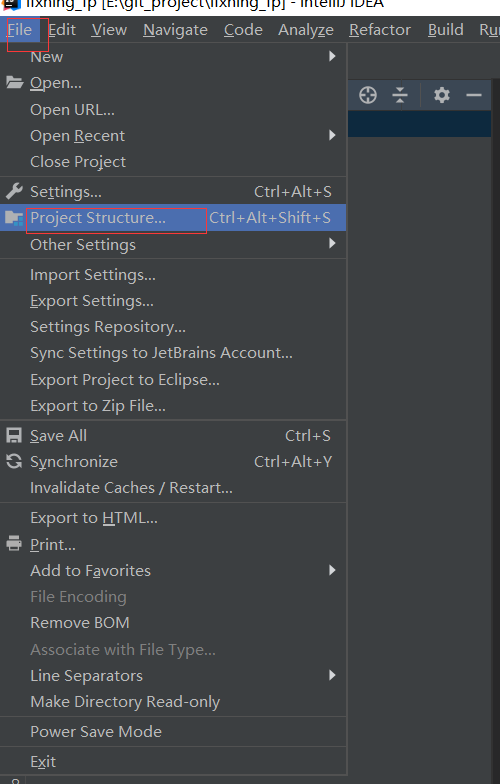 [E:\git_project\ - IntelliJ IDEA
File Edit View Navigate Code Analyze Refactor Build
New
Open...
Open URL...
Open Recent
Close Project
Settings... Ctrl+Alt+S
Project Structure... Ctrl+Alt+Shift+S
Other Settings
Import Settings...
Export Settings...
Settings Repository...
Sync Settings to JetBrains Account...
Export Project to Eclipse...
Export to Zip File...
Save All Ctrl+S
Synchronize Ctrl+Alt+Y
Invalidate Caches / Restart...
Export to HTML...
Print...
Add to Favorites
File Encoding
Remove BOM
Associate with File Type...
Line Separators
Make Directory Read-only
Power Save Mode
Exit